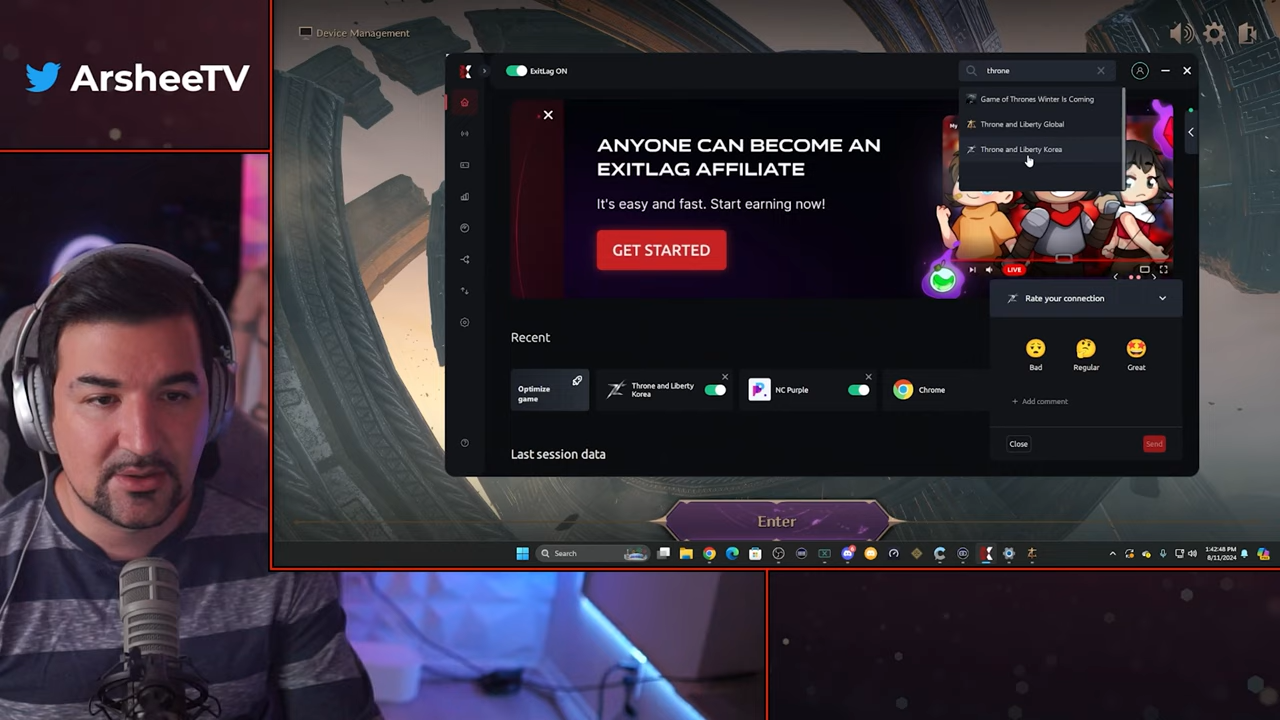 ArsheeTV
Device Management
ExitLag ON
throne
Game of Thrones Winter Is Coming
Throne and Liberty Global
Throne and Liberty Korea
ANYONE CAN BECOME AN
EXITLAG AFFILIATE
It's easy and fast. Start earning now!
GET STARTED
My
LIVE
Rate your connection
Bad
Regular
Great
+ Add comment
Close
Send
Recent
Optimize
game
Throne and Liberty
Korea
NC Purple
Chrome
Last session data
Enter
Search
1:42:48 PM
8/11/2024